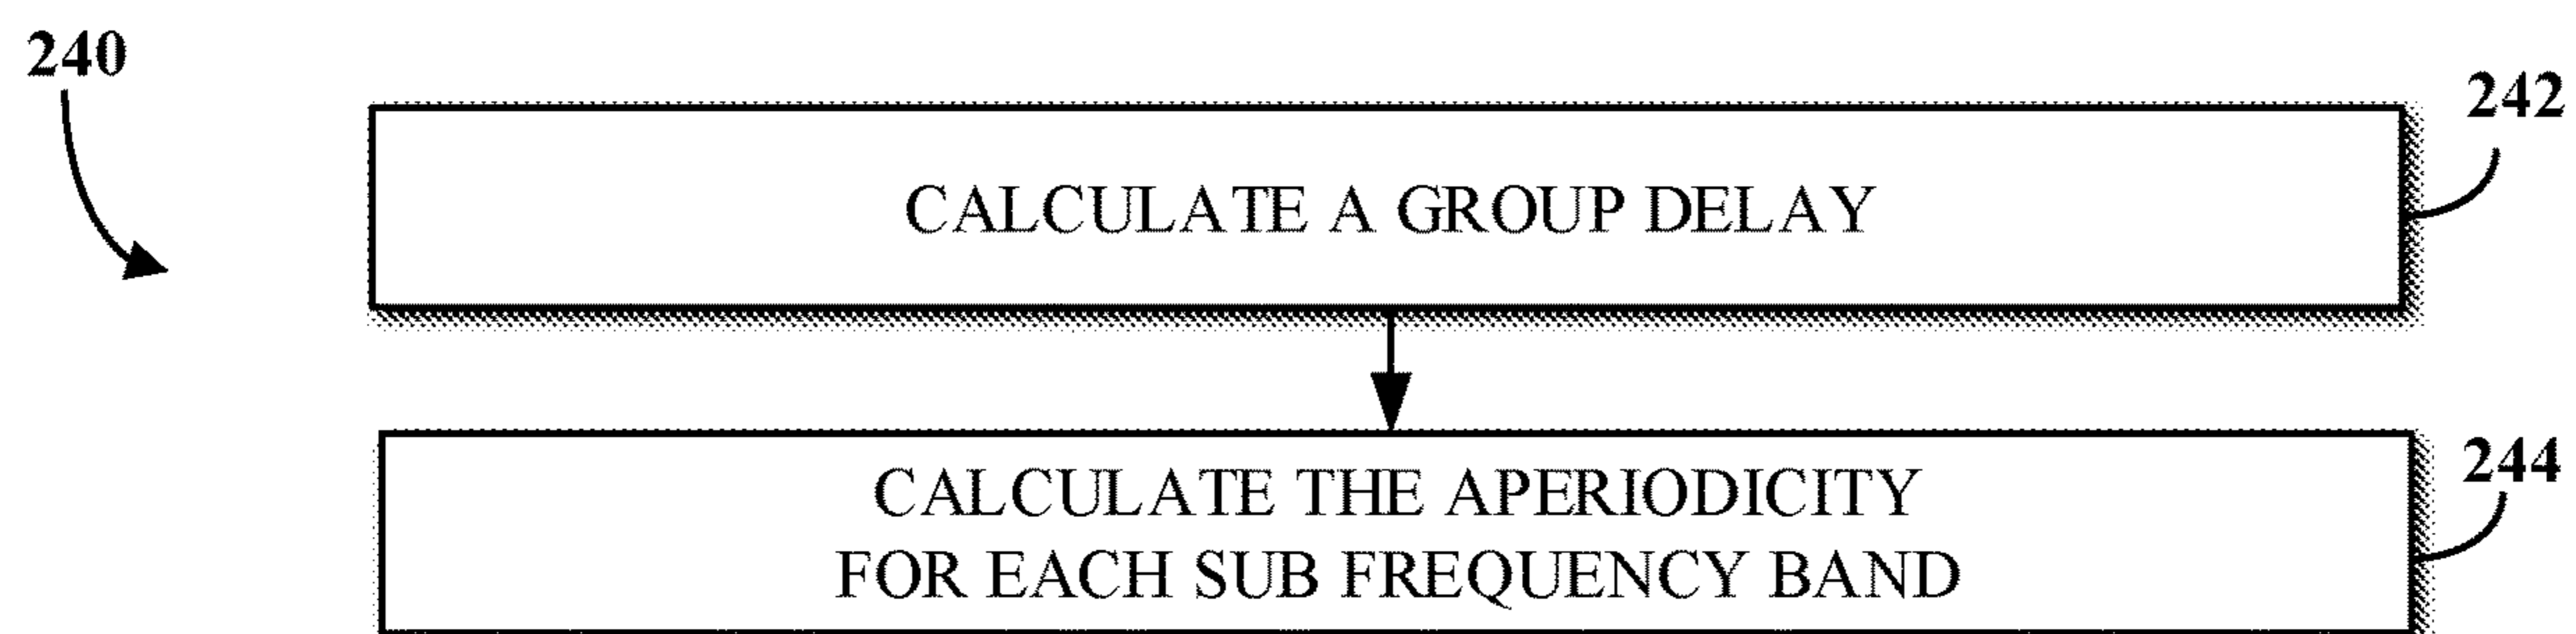 240
242
CALCULATE A GROUP DELAY
244
CALCULATE THE APERIODICITY
FOR EACH SUB FREQUENCY BAND